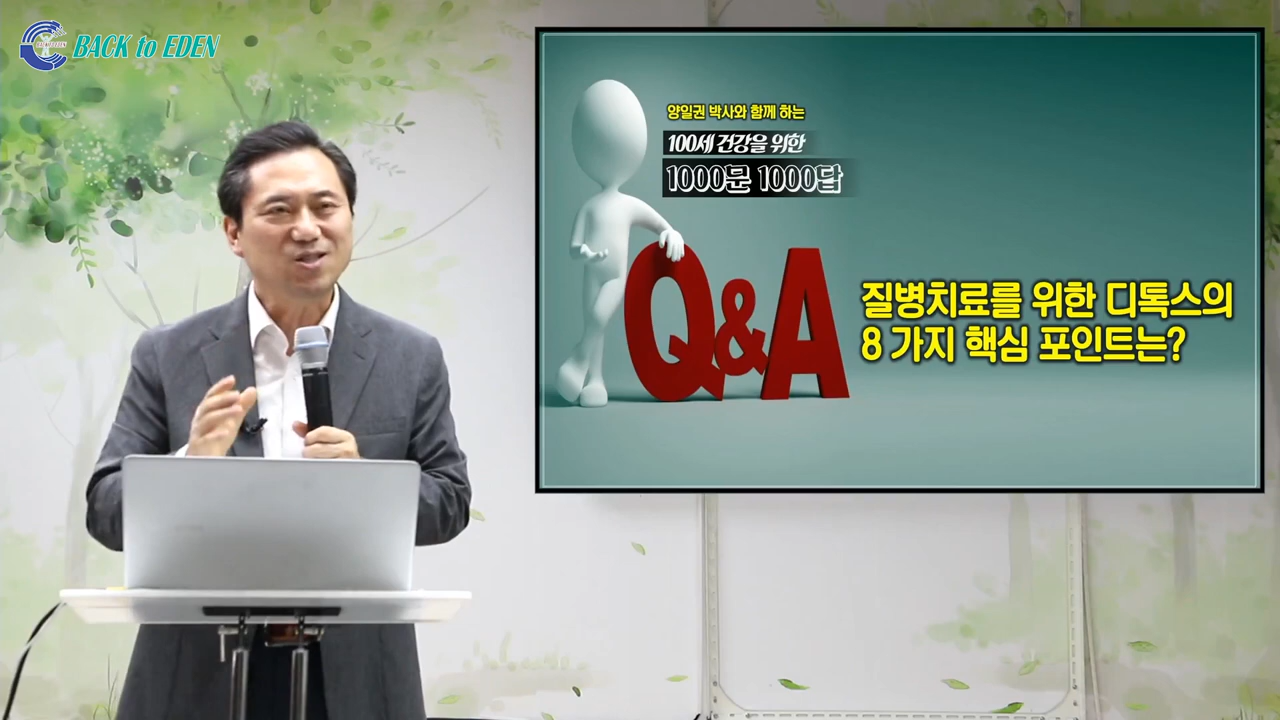 BACK to EDEN
양일권 박사와 함께 하는
100세 건강을 위한
1000문 1000답
Q&A
질병치료를 위한 디톡스의
8 가지 핵심 포인트는?